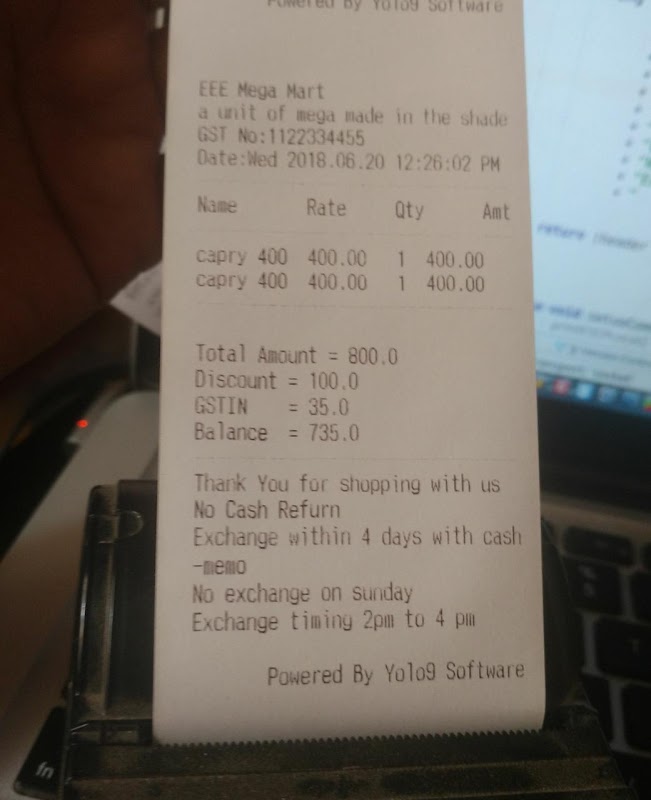 Powered By Yolo9 Software
EEE Mega Mart
a unit of mega made in the shade
GST No:1122334455
Date:Wed 2018.06.20 12:26:02 PM
Name Rate Qty Amt
capry 400 400.00 1 400.00
capry 400 400.00 1 400.00
Total Amount = 800.0
Discount = 100.0
GSTIN = 35.0
Balance = 735.0
Thank You for shopping with us
No Cash Refurn
Exchange within 4 days with cash
-memo
No exchange on sunday
Exchange timing 2pm to 4 pm
Powered By Yolo9 Software
return
fn